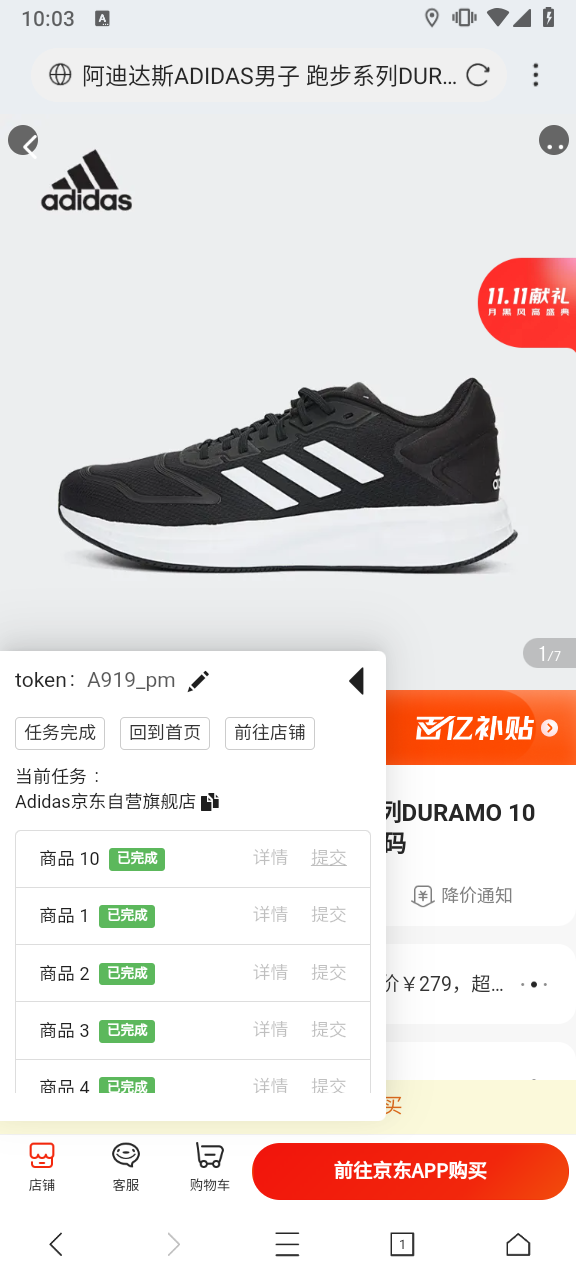 10:03
A
阿迪达斯ADIDAS男子 跑步系列DUR...
adidas
11.11献礼
月黑风高盛典
1/7
token： A919_pm
百亿补贴
任务完成 回到首页 前往店铺
当前任务：
Adidas京东自营旗舰店
列DURAMO 10
码
商品 10 已完成 详情 提交
降价通知
商品 1 已完成 详情 提交
商品 2 已完成 详情 提交
价￥279，超...
商品 3 已完成 详情 提交
商品 4 已完成 详情 提交
买
店铺 客服 购物车 前往京东APP购买
1